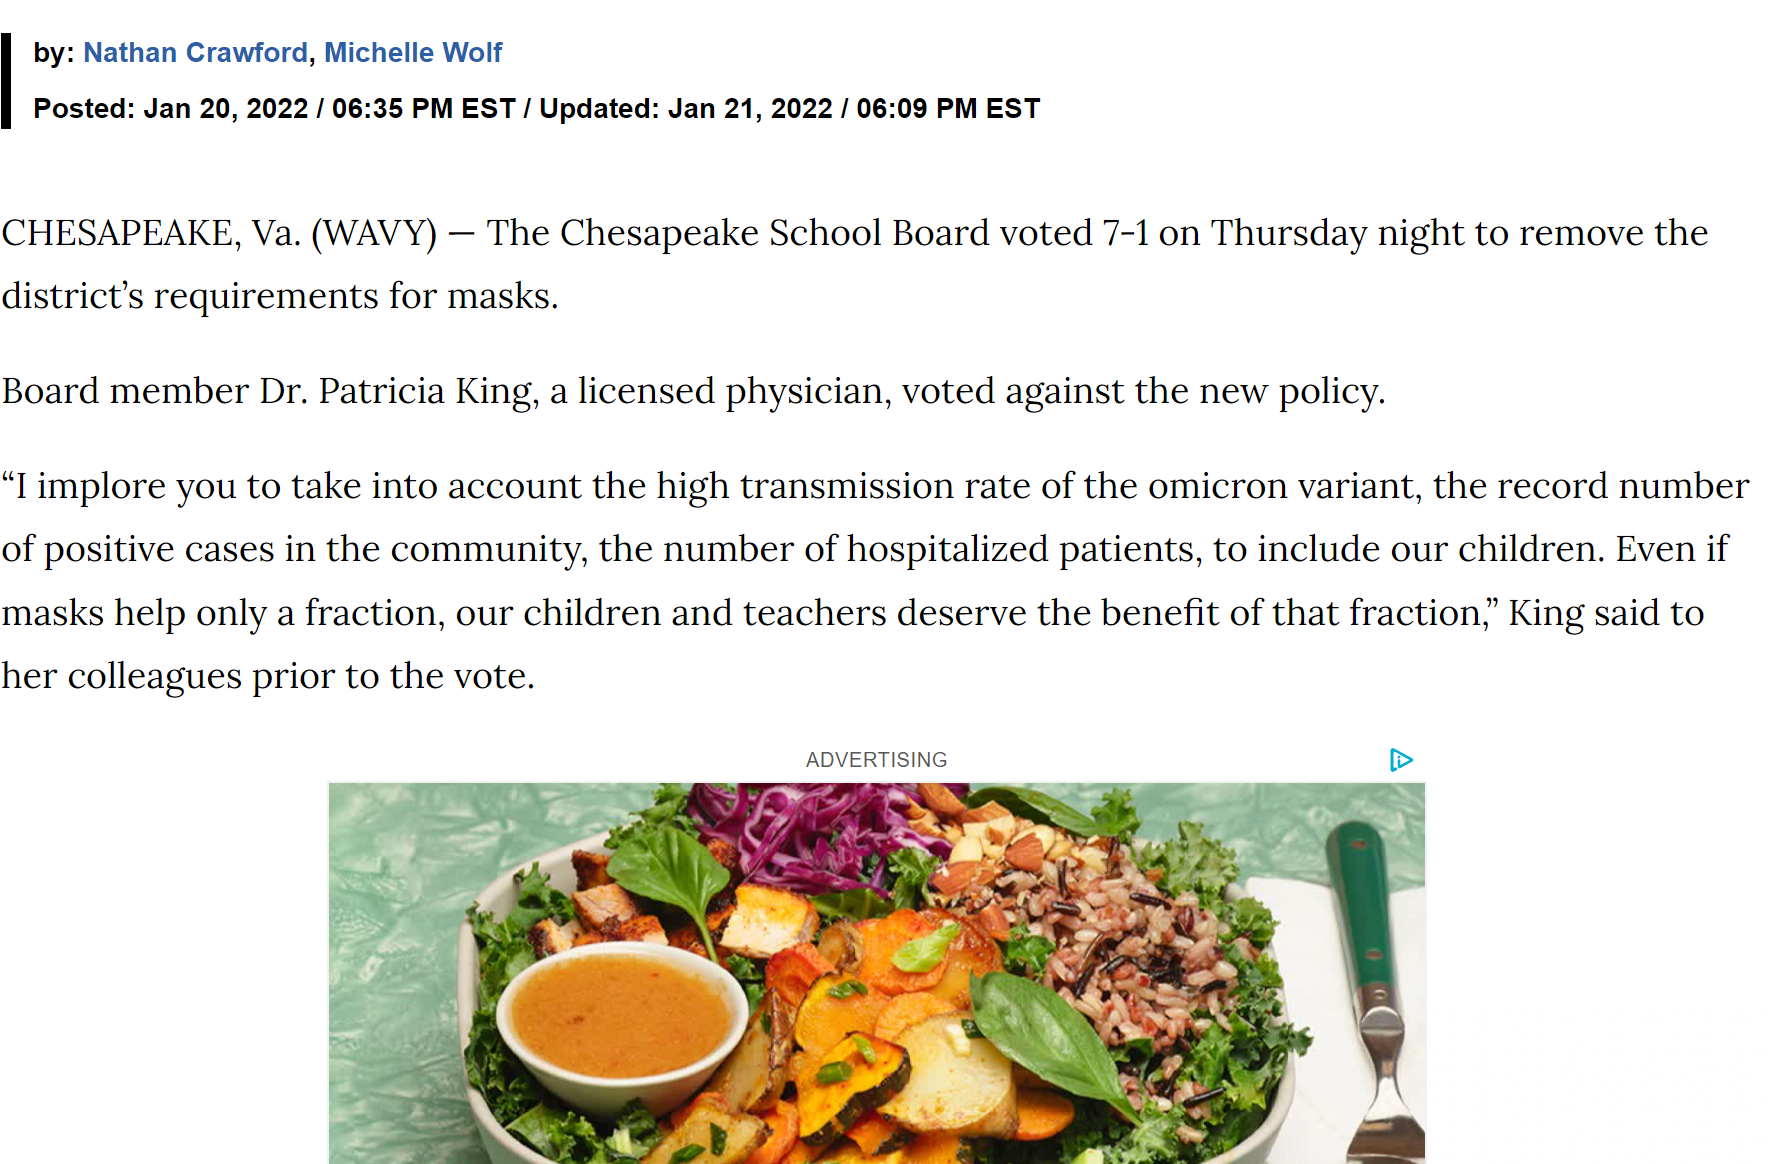 by: Nathan Crawford, Michelle Wolf
Posted: Jan 20, 2022 / 06:35 PM EST / Updated: Jan 21, 2022 / 06:09 PM EST
CHESAPEAKE, Va. (WAVY) — The Chesapeake School Board voted 7-1 on Thursday night to remove the
district’s requirements for masks.
Board member Dr. Patricia King, a licensed physician, voted against the new policy.
“I implore you to take into account the high transmission rate of the omicron variant, the record number
of positive cases in the community, the number of hospitalized patients, to include our children. Even if
masks help only a fraction, our children and teachers deserve the benefit of that fraction,” King said to
her colleagues prior to the vote.
ADVERTISING